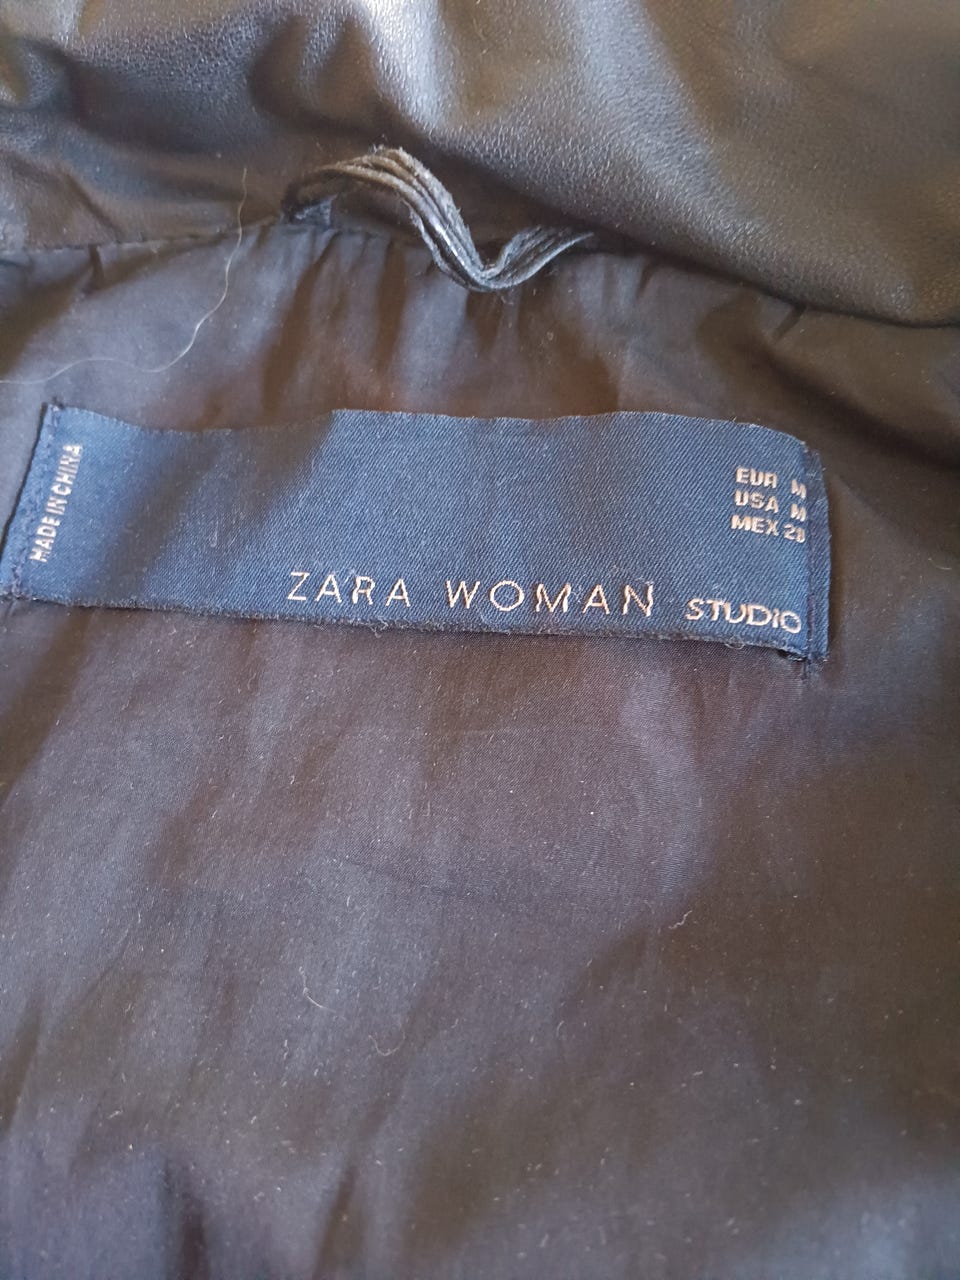 MADE IN CHINA
EUR M
USA M
MEX 28
ZARA WOMAN STUDIO